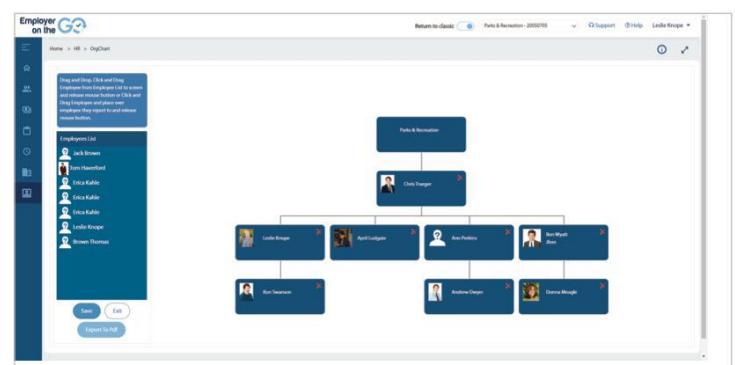 Employer
on the GO
Return to classic
Parks & Recreation - 20050705
Support
Help
Leslie Knope
Home > HR > OrgChart
Drag and Drop, Click and Drag
Employee from Employee List to screen
and release mouse button or Click and
Drag Employee and place over
employee they report to and release
mouse button.
Employees List
Jack Brown
Tom Haverford
Erica Kahle
Erica Kahle
Erica Kahle
Leslie Knope
Brown Thomas
Save
Exit
Export To Pdf
Parks & Recreation
Chris Traeger
Leslie Knope
April Ludgate
Ann Perkins
Ben Wyatt
Boss
Ron Swanson
Andrew Dwyer
Donna Meagle